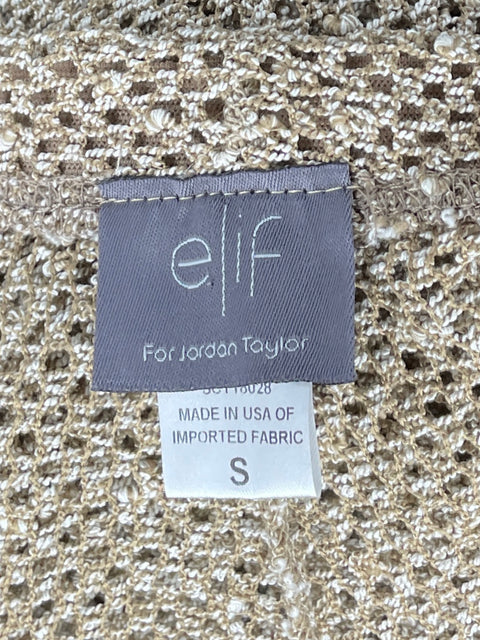 elif
For Jordan Taylor
MADE IN USA OF
IMPORTED FABRIC
S